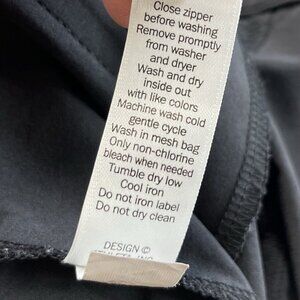 Close zipper
before washing
Remove promptly
from washer
and dryer
Wash and dry
inside out
with like colors
Machine wash cold
gentle cycle
Wash in mesh bag
Only non-chlorine
bleach when needed
Tumble dry low
Cool iron
Do not iron label
Do not dry clean
DESIGN ©